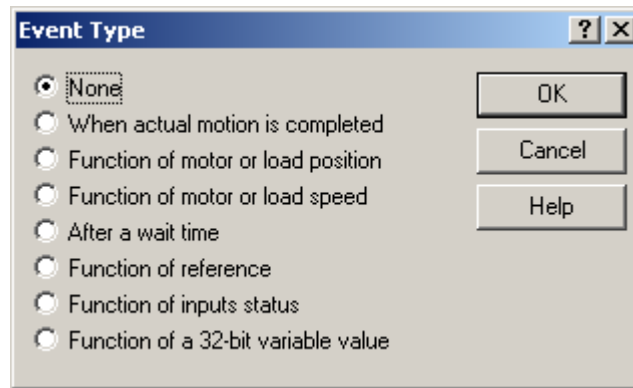 Event Type
None
When actual motion is completed
Function of motor or load position
Function of motor or load speed
After a wait time
Function of reference
Function of inputs status
Function of a 32-bit variable value
OK
Cancel
Help